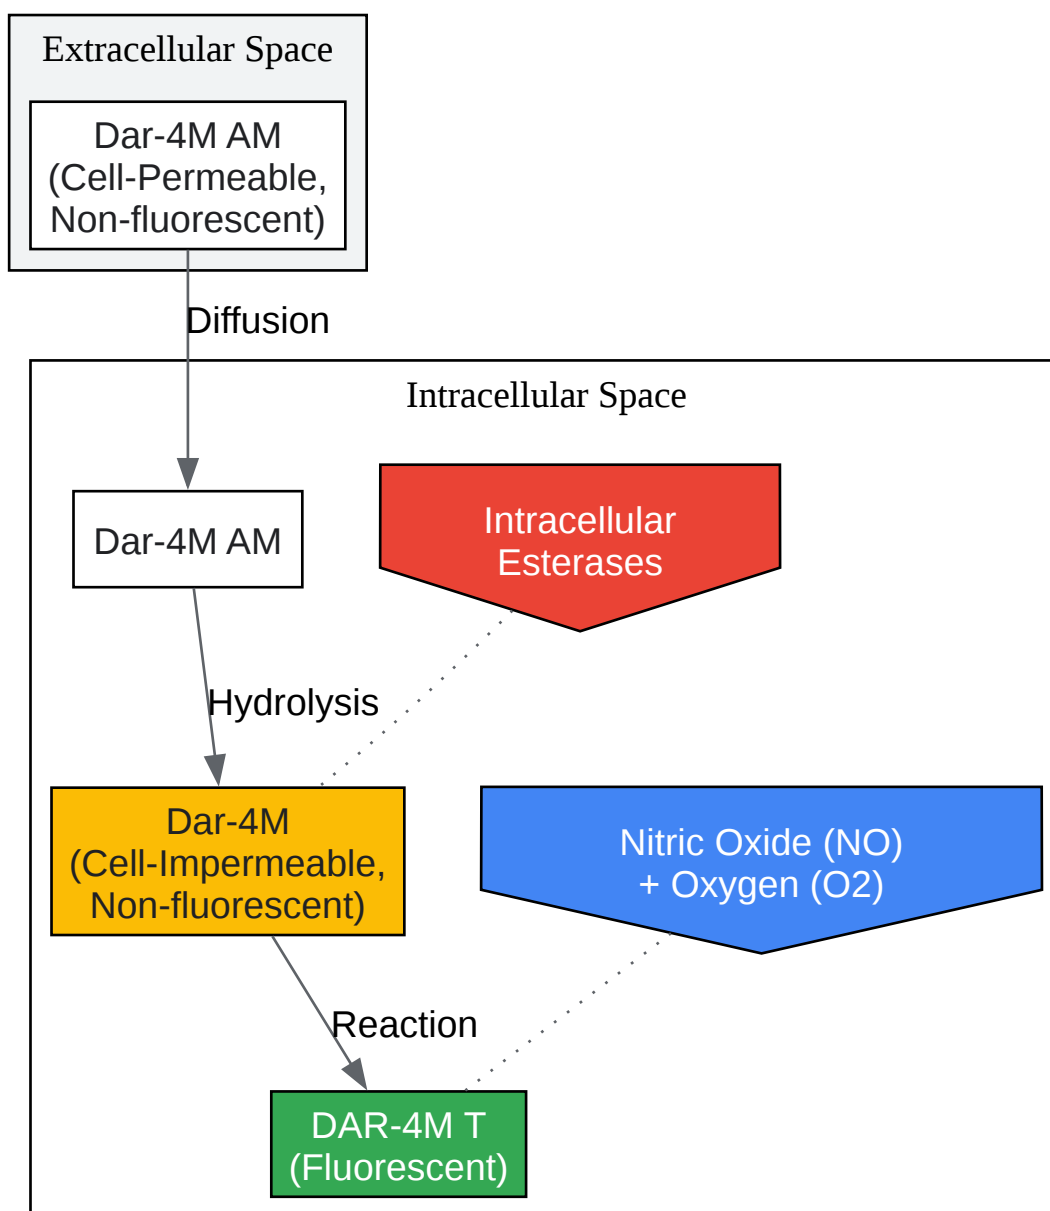 Extracellular Space
Dar-4M AM
(Cell-Permeable,
Non-fluorescent)
Diffusion
Intracellular Space
Dar-4M AM
Intracellular
Esterases
Hydrolysis
Dar-4M
(Cell-Impermeable,
Non-fluorescent)
Nitric Oxide (NO)
+ Oxygen (O2)
Reaction
DAR-4M T
(Fluorescent)